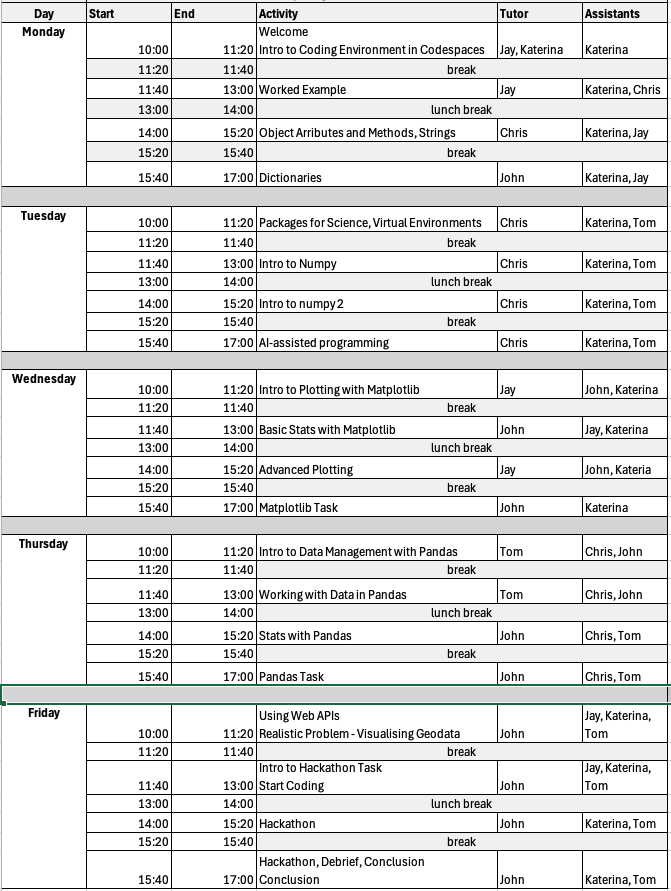 Day Start End Activity Tutor Assistants
Monday Welcome
10:00 11:20 Intro to Coding Environment in Codespaces Jay, Katerina Katerina
11:20 11:40 break
11:40 13:00 Worked Example Jay Katerina, Chris
13:00 14:00 lunch break
14:00 15:20 Object Arributes and Methods, Strings Chris Katerina, Jay
15:20 15:40 break
15:40 17:00 Dictionaries John Katerina, Jay
Tuesday
10:00 11:20 Packages for Science, Virtual Environments Chris Katerina, Tom
11:20 11:40 break
11:40 13:00 Intro to Numpy Chris Katerina, Tom
13:00 14:00 lunch break
14:00 15:20 Intro to numpy 2 Chris Katerina, Tom
15:20 15:40 break
15:40 17:00 AI-assisted programming Chris Katerina, Tom
Wednesday
10:00 11:20 Intro to Plotting with Matplotlib Jay John, Katerina
11:20 11:40 break
11:40 13:00 Basic Stats with Matplotlib John Jay, Katerina
13:00 14:00 lunch break
14:00 15:20 Advanced Plotting Jay John, Kateria
15:20 15:40 break
15:40 17:00 Matplotlib Task John Katerina
Thursday
10:00 11:20 Intro to Data Management with Pandas Tom Chris, John
11:20 11:40 break
11:40 13:00 Working with Data in Pandas Tom Chris, John
13:00 14:00 lunch break
14:00 15:20 Stats with Pandas John Chris, Tom
15:20 15:40 break
15:40 17:00 Pandas Task John Chris, Tom
Friday Using Web APIs Jay, Katerina,
10:00 11:20 Realistic Problem - Visualising Geodata John Tom
11:20 11:40 break
Intro to Hackathon Task Jay, Katerina,
11:40 13:00 Start Coding John Tom
13:00 14:00 lunch break
14:00 15:20 Hackathon John Katerina, Tom
15:20 15:40 break
Hackathon, Debrief, Conclusion
15:40 17:00 Conclusion John Katerina, Tom